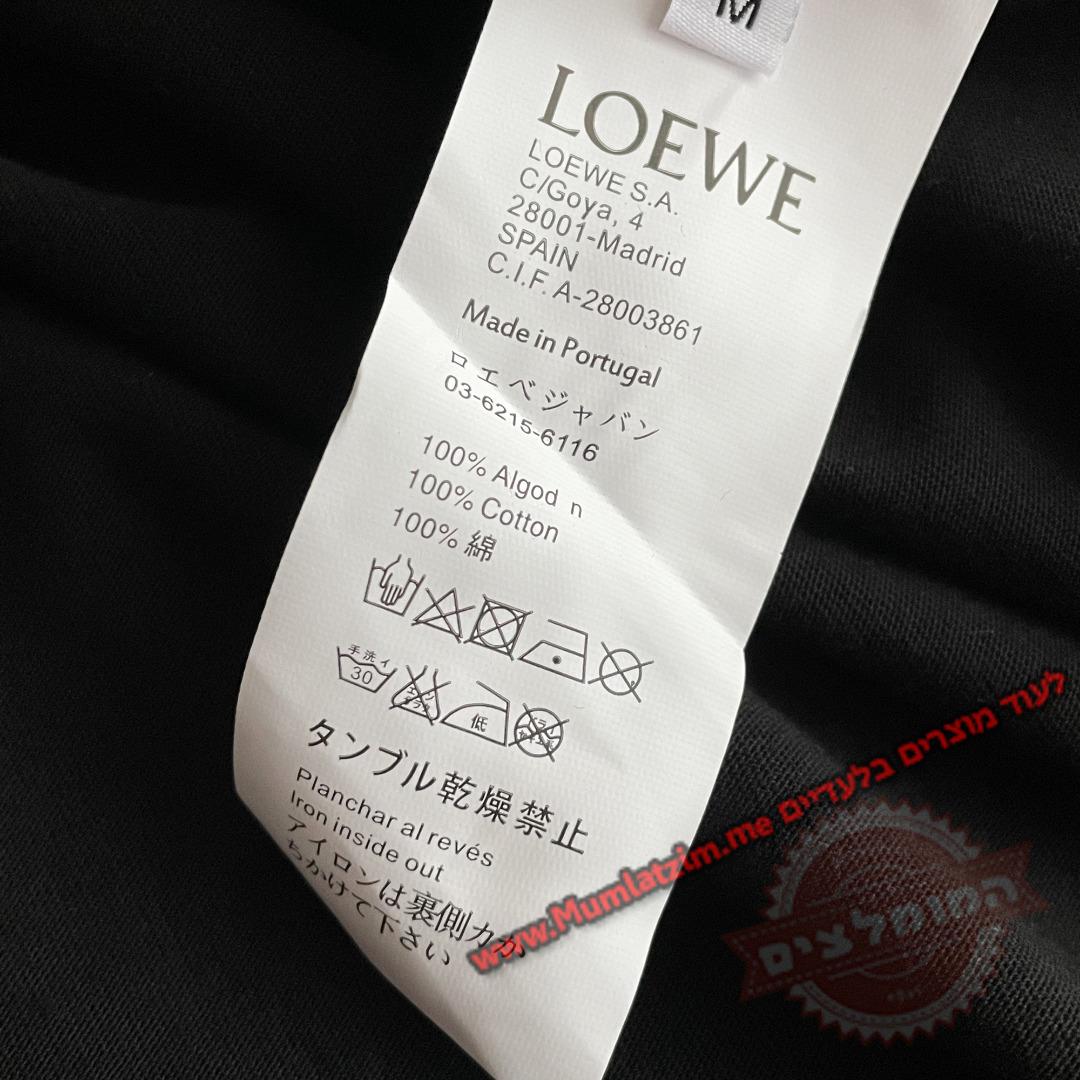 M
LOEWE
LOEWE S.A.
C/Goya, 4
28001-Madrid
SPAIN
C.I.F. A-28003861
Made in Portugal
ロエベジャバン
03-6215-6116
100% Algod n
100% Cotton
100% 綿
手洗イ
30
低
タンブル乾燥禁止
Planchar al revés
Iron inside out
アイロンは裏側カか
らかけて下さい
www.Mumlatzim.me לעוד מוצרים בלעדיים
המומלצים